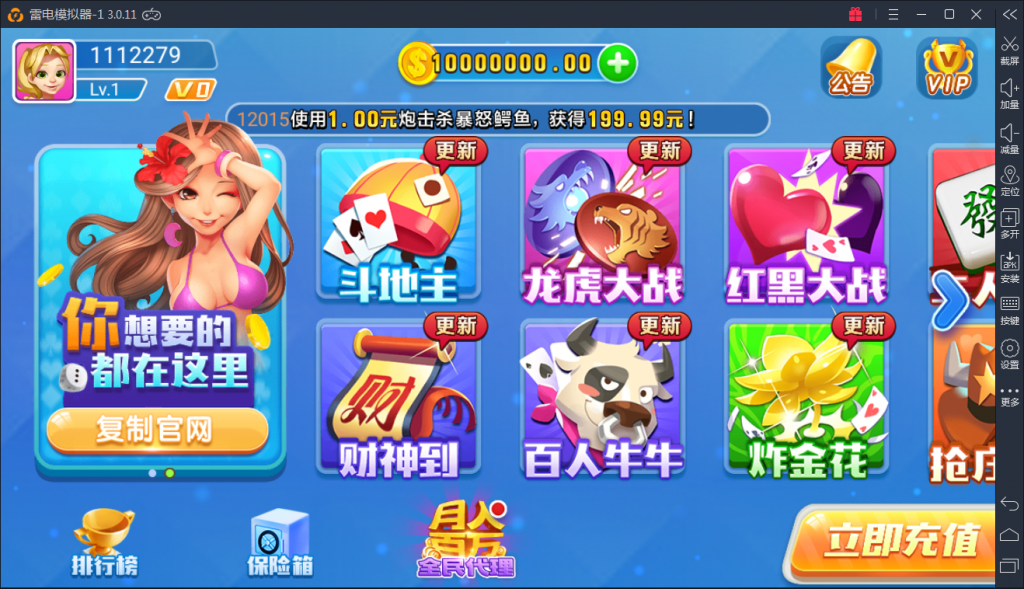 雷电模拟器-1 3.0.11
1112279
Lv.1
V0
10000000.00
公告
VIP
12015使用1.00元炮击杀暴怒鳄鱼，获得199.99元！
你想要的
都在这里
复制官网
更新
斗地主
更新
龙虎大战
更新
红黑大战
發
更新
财
财神到
更新
百人牛牛
更新
炸金花
抢庄
排行榜
保险箱
月入
百万
全民代理
立即充值
截屏
加量
减量
定位
多开
APK
安装
按键
设置
更多